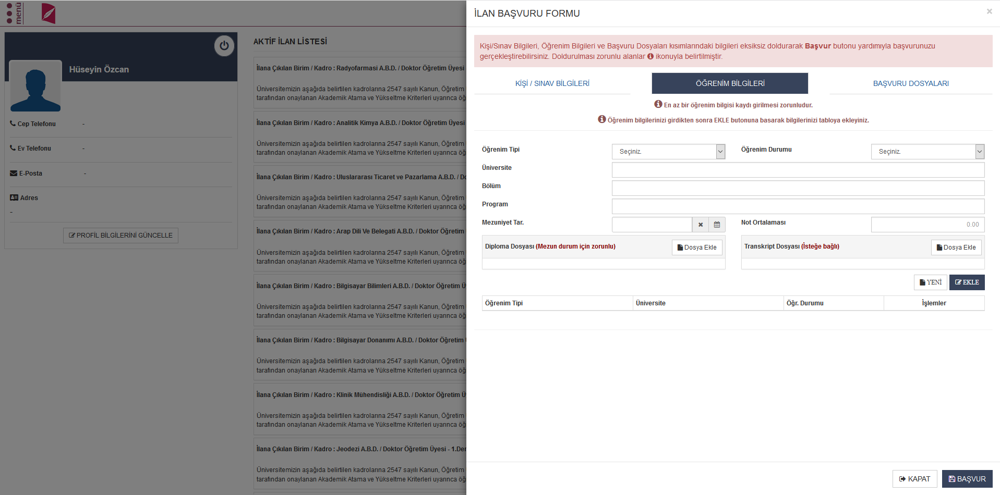 menü
Hüseyin Özcan
Cep Telefonu -
Ev Telefonu -
E-Posta -
Adres
-
PROFİL BİLGİLERİNİ GÜNCELLE
AKTİF İLAN LİSTESİ
İlana Çıkılan Birim / Kadro : Radyofarmasi A.B.D. / Doktor Öğretim Üyesi
Üniversitemizin aşağıda belirtilen kadrolarına 2547 sayılı Kanun, Öğretim
tarafından onaylanan Akademik Atama ve Yükseltme Kriterleri uyarınca öğ
İlana Çıkılan Birim / Kadro : Analitik Kimya A.B.D. / Doktor Öğretim Üyesi
Üniversitemizin aşağıda belirtilen kadrolarına 2547 sayılı Kanun, Öğretim
tarafından onaylanan Akademik Atama ve Yükseltme Kriterleri uyarınca öğ
İlana Çıkılan Birim / Kadro : Uluslararası Ticaret ve Pazarlama A.B.D. / Do
Üniversitemizin aşağıda belirtilen kadrolarına 2547 sayılı Kanun, Öğretim
tarafından onaylanan Akademik Atama ve Yükseltme Kriterleri uyarınca öğ
İlana Çıkılan Birim / Kadro : Arap Dili Ve Belegati A.B.D. / Doktor Öğretim
Üniversitemizin aşağıda belirtilen kadrolarına 2547 sayılı Kanun, Öğretim
tarafından onaylanan Akademik Atama ve Yükseltme Kriterleri uyarınca öğ
İlana Çıkılan Birim / Kadro : Bilgisayar Bilimleri A.B.D. / Doktor Öğretim Ü
Üniversitemizin aşağıda belirtilen kadrolarına 2547 sayılı Kanun, Öğretim
tarafından onaylanan Akademik Atama ve Yükseltme Kriterleri uyarınca öğ
İlana Çıkılan Birim / Kadro : Bilgisayar Donanımı A.B.D. / Doktor Öğretim
Üniversitemizin aşağıda belirtilen kadrolarına 2547 sayılı Kanun, Öğretim
tarafından onaylanan Akademik Atama ve Yükseltme Kriterleri uyarınca öğ
İlana Çıkılan Birim / Kadro : Klinik Mühendisliği A.B.D. / Doktor Öğretim Ü
Üniversitemizin aşağıda belirtilen kadrolarına 2547 sayılı Kanun, Öğretim
tarafından onaylanan Akademik Atama ve Yükseltme Kriterleri uyarınca öğ
İlana Çıkılan Birim / Kadro : Jeodezi A.B.D. / Doktor Öğretim Üyesi - 1.Der
Üniversitemizin aşağıda belirtilen kadrolarına 2547 sayılı Kanun, Öğretim
tarafından onaylanan Akademik Atama ve Yükseltme Kriterleri uyarınca öğ
İLAN BAŞVURU FORMU ×
Kişi/Sınav Bilgileri, Öğrenim Bilgileri ve Başvuru Dosyaları kısımlarındaki bilgileri eksiksiz doldurarak Başvur butonu yardımıyla başvurunuzu
gerçekleştirebilirsiniz. Doldurulması zorunlu alanlar ikonuyla belirtilmiştir.
KİŞİ / SINAV BİLGİLERİ ÖĞRENİM BİLGİLERİ BAŞVURU DOSYALARI
En az bir öğrenim bilgisi kaydı girilmesi zorunludur.
Öğrenim bilgilerinizi girdikten sonra EKLE butonuna basarak bilgilerinizi tabloya ekleyiniz.
Öğrenim Tipi Seçiniz. Öğrenim Durumu Seçiniz.
Üniversite
Bölüm
Program
Mezuniyet Tar. Not Ortalaması 0.00
Diploma Dosyası (Mezun durum için zorunlu) Dosya Ekle Transkript Dosyası (İsteğe bağlı) Dosya Ekle
YENİ EKLE
Öğrenim Tipi Üniversite Öğr. Durumu İşlemler
KAPAT BAŞVUR